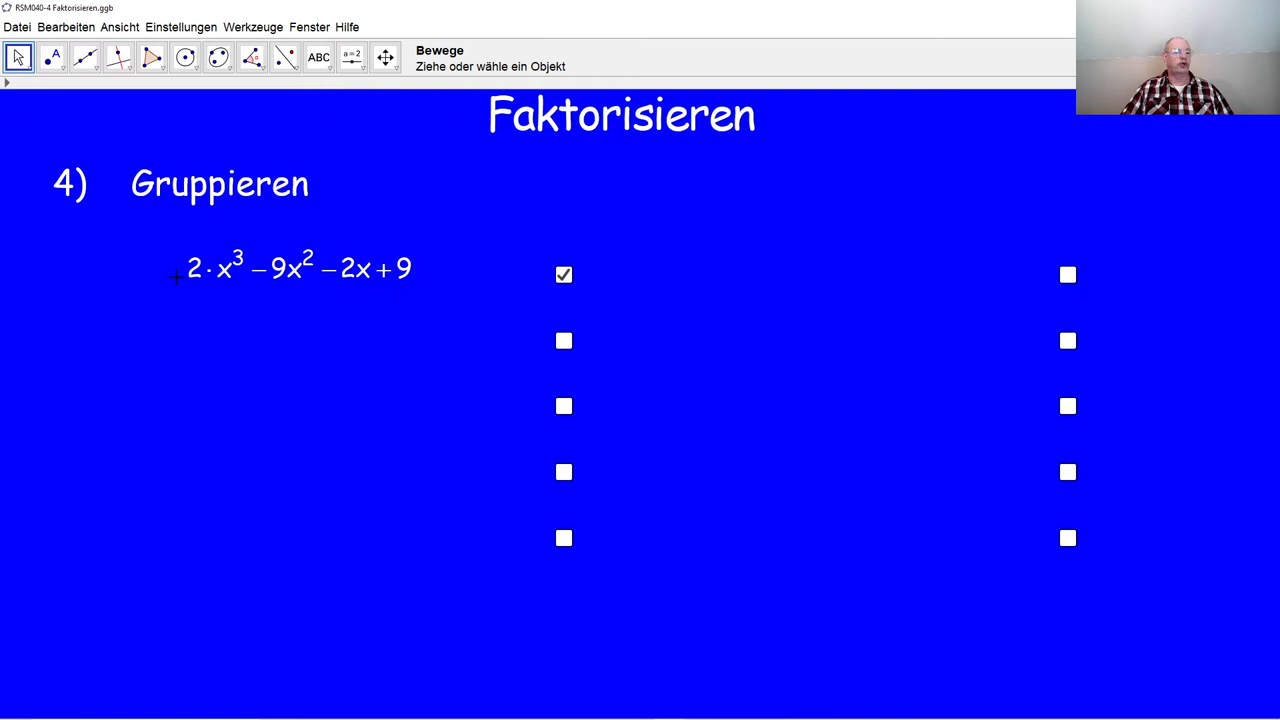 RSM040-4 Faktorisieren.ggb
Datei Bearbeiten Ansicht Einstellungen Werkzeuge Fenster Hilfe
A
ABC
a=2
Bewege
Ziehe oder wähle ein Objekt
Faktorisieren
4) Gruppieren
2·x³−9x²−2x+9